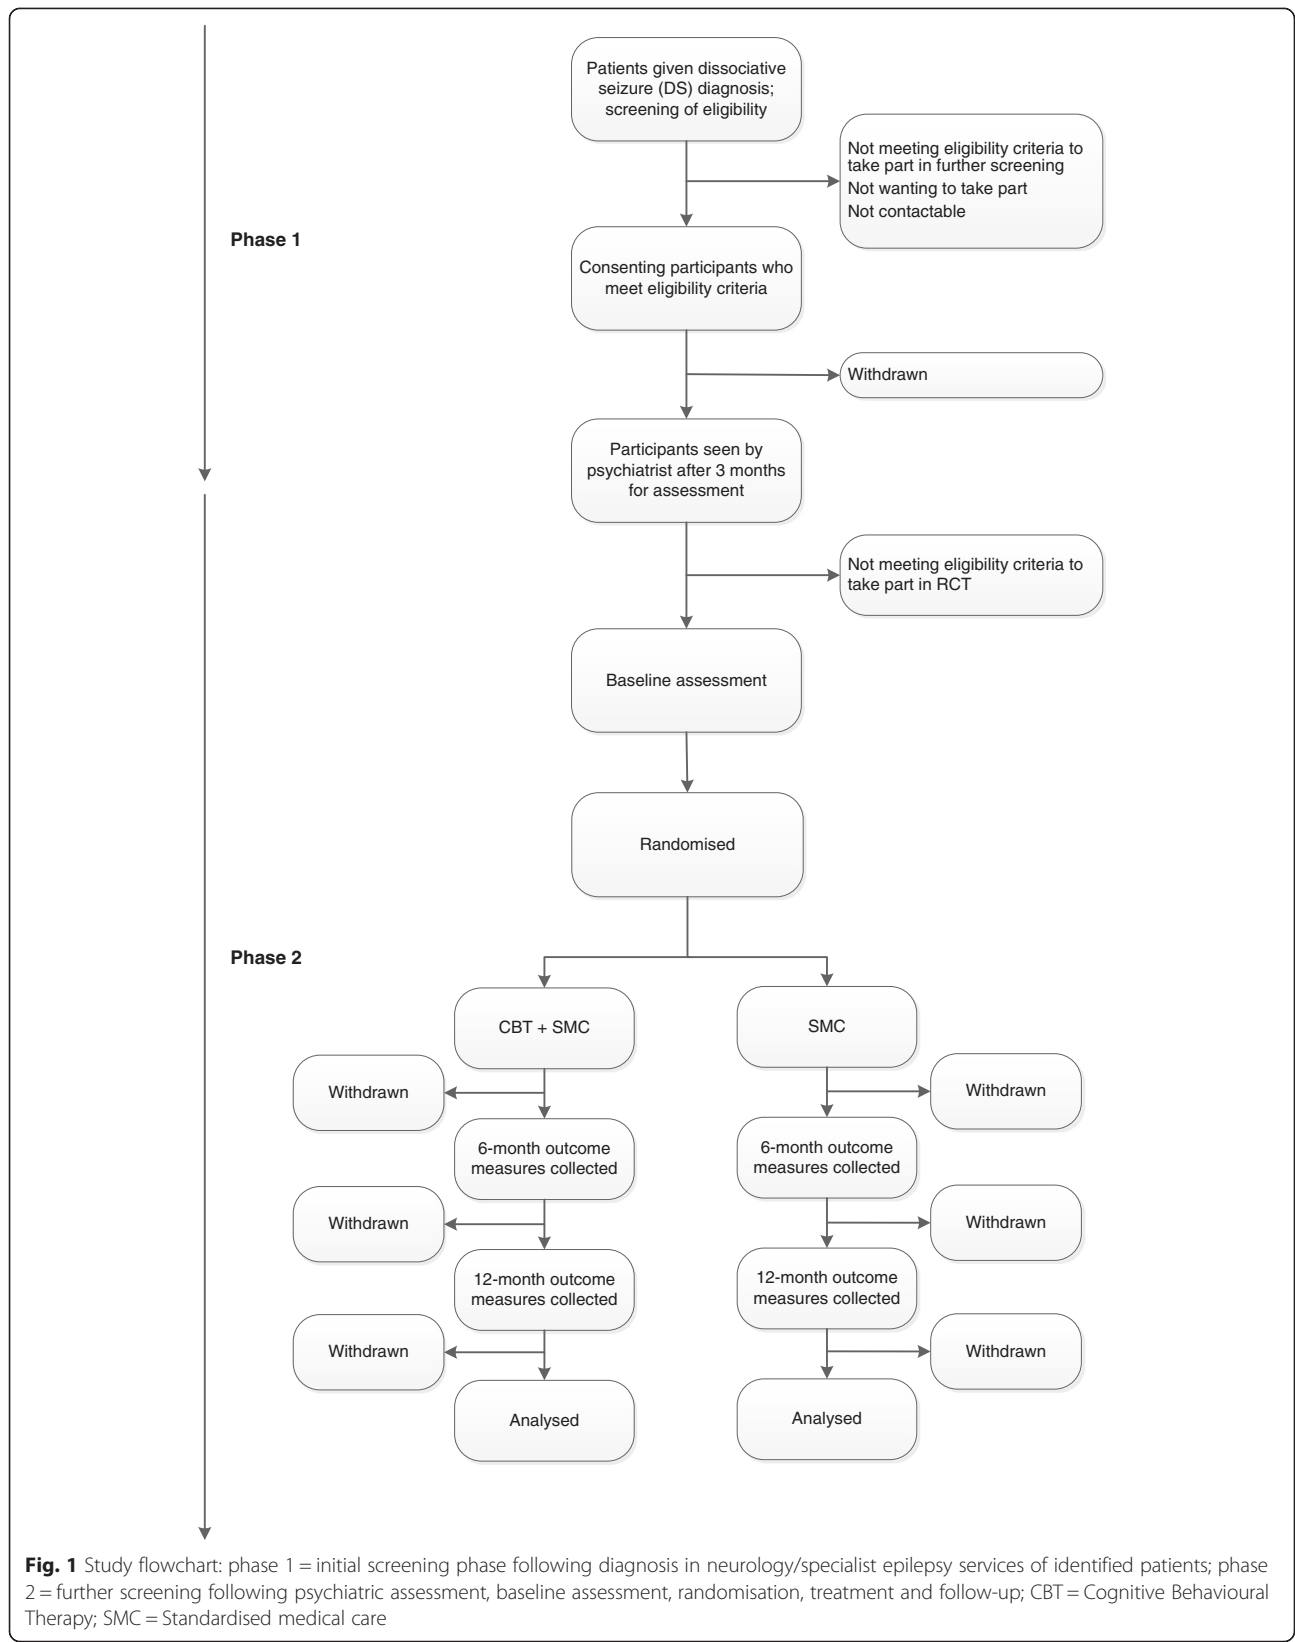 Patients given dissociative
seizure (DS) diagnosis;
screening of eligibility
Not meeting eligibility criteria to
take part in further screening
Not wanting to take part
Not contactable
Phase 1
Consenting participants who
meet eligibility criteria
Withdrawn
Participants seen by
psychiatrist after 3 months
for assessment
Not meeting eligibility criteria to
take part in RCT
Baseline assessment
Randomised
Phase 2
CBT + SMC
SMC
Withdrawn
Withdrawn
6-month outcome
measures collected
6-month outcome
measures collected
Withdrawn
Withdrawn
12-month outcome
measures collected
12-month outcome
measures collected
Withdrawn
Withdrawn
Analysed
Analysed
Fig. 1 Study flowchart: phase 1 = initial screening phase following diagnosis in neurology/specialist epilepsy services of identified patients; phase
2 = further screening following psychiatric assessment, baseline assessment, randomisation, treatment and follow-up; CBT = Cognitive Behavioural
Therapy; SMC = Standardised medical care